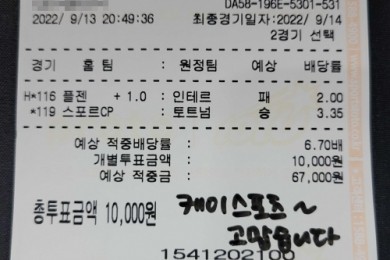 DA58-196E-5301-531
2022/ 9/13 20:49:36 최종경기일자:2022/ 9/14
2경기 선택
경기 홈 팀 : 원정팀 예상 배당률
H*116 플젠 + 1.0 : 인테르 패 2.00
*119 스포르CP : 토트넘 승 3.35
예상 적중배당률 : 6.70배
개별투표금액 : 10,000원
예상 적중금 : 67,000원
총투표금액 10,000원 케이스포츠~
고맙습니다
1541202100